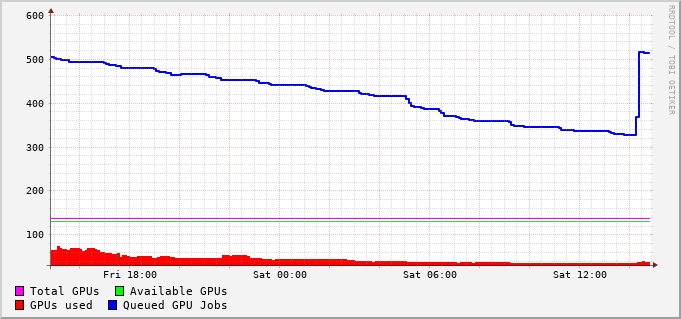 600
500
400
300
200
100
Fri 18:00 Sat 00:00 Sat 06:00 Sat 12:00
Total GPUs Available GPUs
GPUs used Queued GPU Jobs
RRDTOOL / TOBI OETIKER